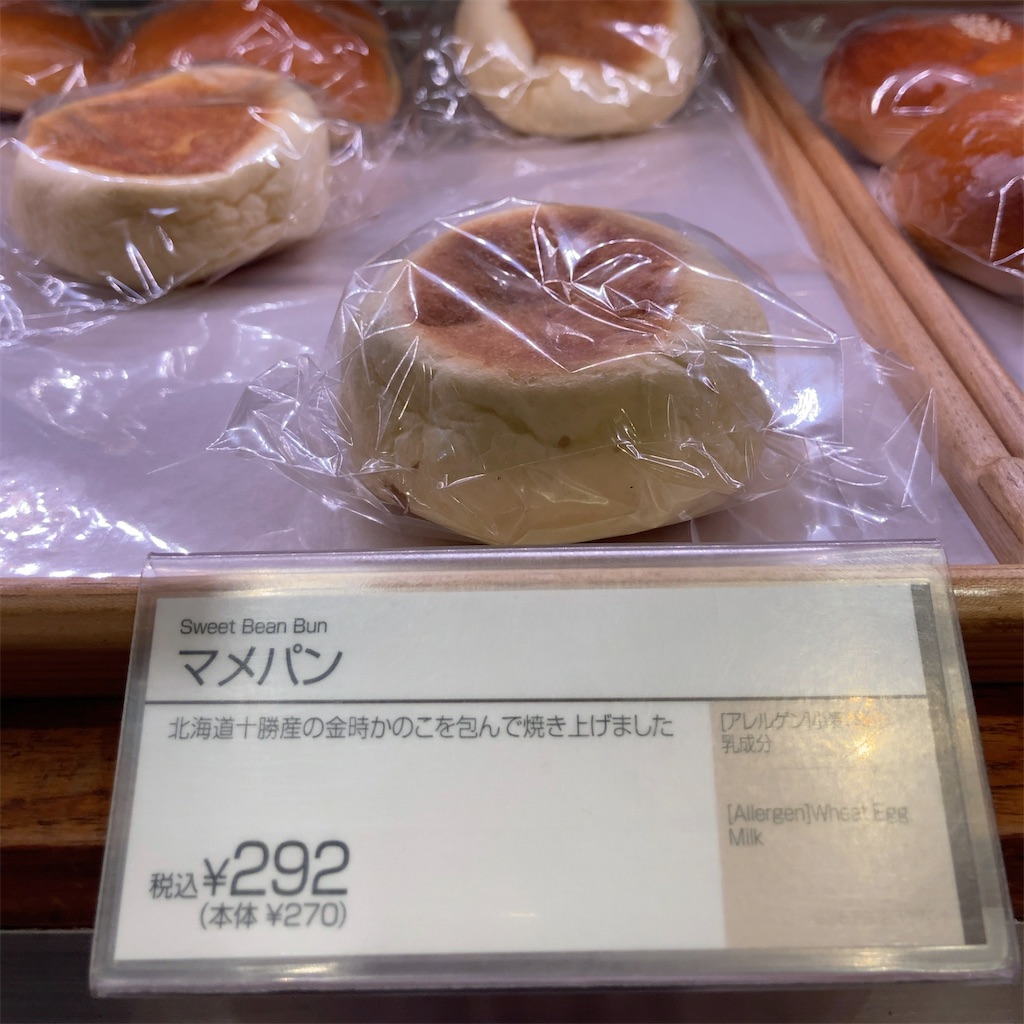 Sweet Bean Bun
マメパン
北海道十勝産の金時かのこを包んで焼き上げました
税込 ¥292
(本体 ¥270)
[アレルゲン]小麦
乳成分
[Allergen]Wheat Egg
Milk